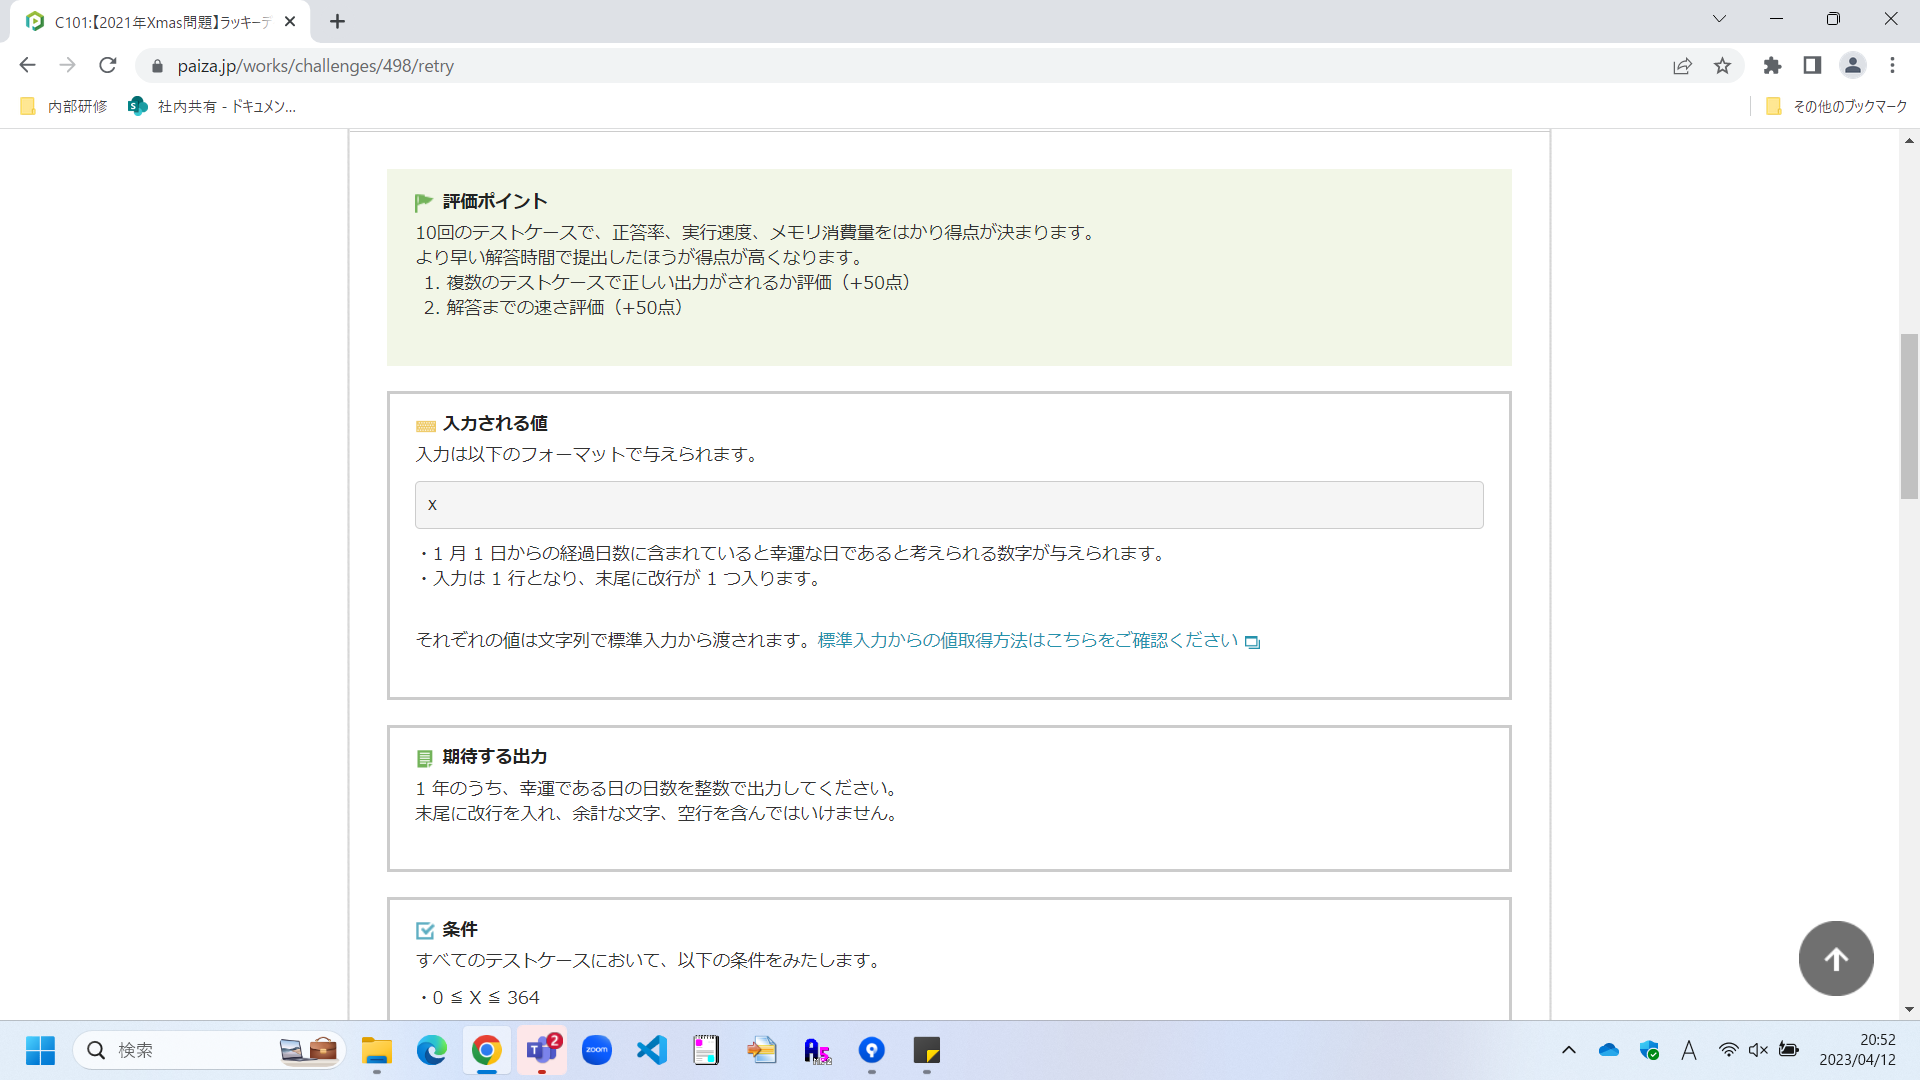 C101:【2021年Xmas問題】ラッキーデ
paiza.jp/works/challenges/498/retry
内部研修
社内共有 - ドキュメン...
その他のブックマーク
評価ポイント
10回のテストケースで、正答率、実行速度、メモリ消費量をはかり得点が決まります。
より早い解答時間で提出したほうが得点が高くなります。
1. 複数のテストケースで正しい出力がされるか評価（+50点）
2. 解答までの速さ評価（+50点）
入力される値
入力は以下のフォーマットで与えられます。
X
・1 月 1 日からの経過日数に含まれていると幸運な日であると考えられる数字が与えられます。
・入力は 1 行となり、末尾に改行が 1 つ入ります。
それぞれの値は文字列で標準入力から渡されます。標準入力からの値取得方法はこちらをご確認ください
期待する出力
1 年のうち、幸運である日の日数を整数で出力してください。
末尾に改行を入れ、余計な文字、空行を含んではいけません。
条件
すべてのテストケースにおいて、以下の条件をみたします。
・0 ≦ X ≦ 364
検索
2
zoom
A
20:52
2023/04/12